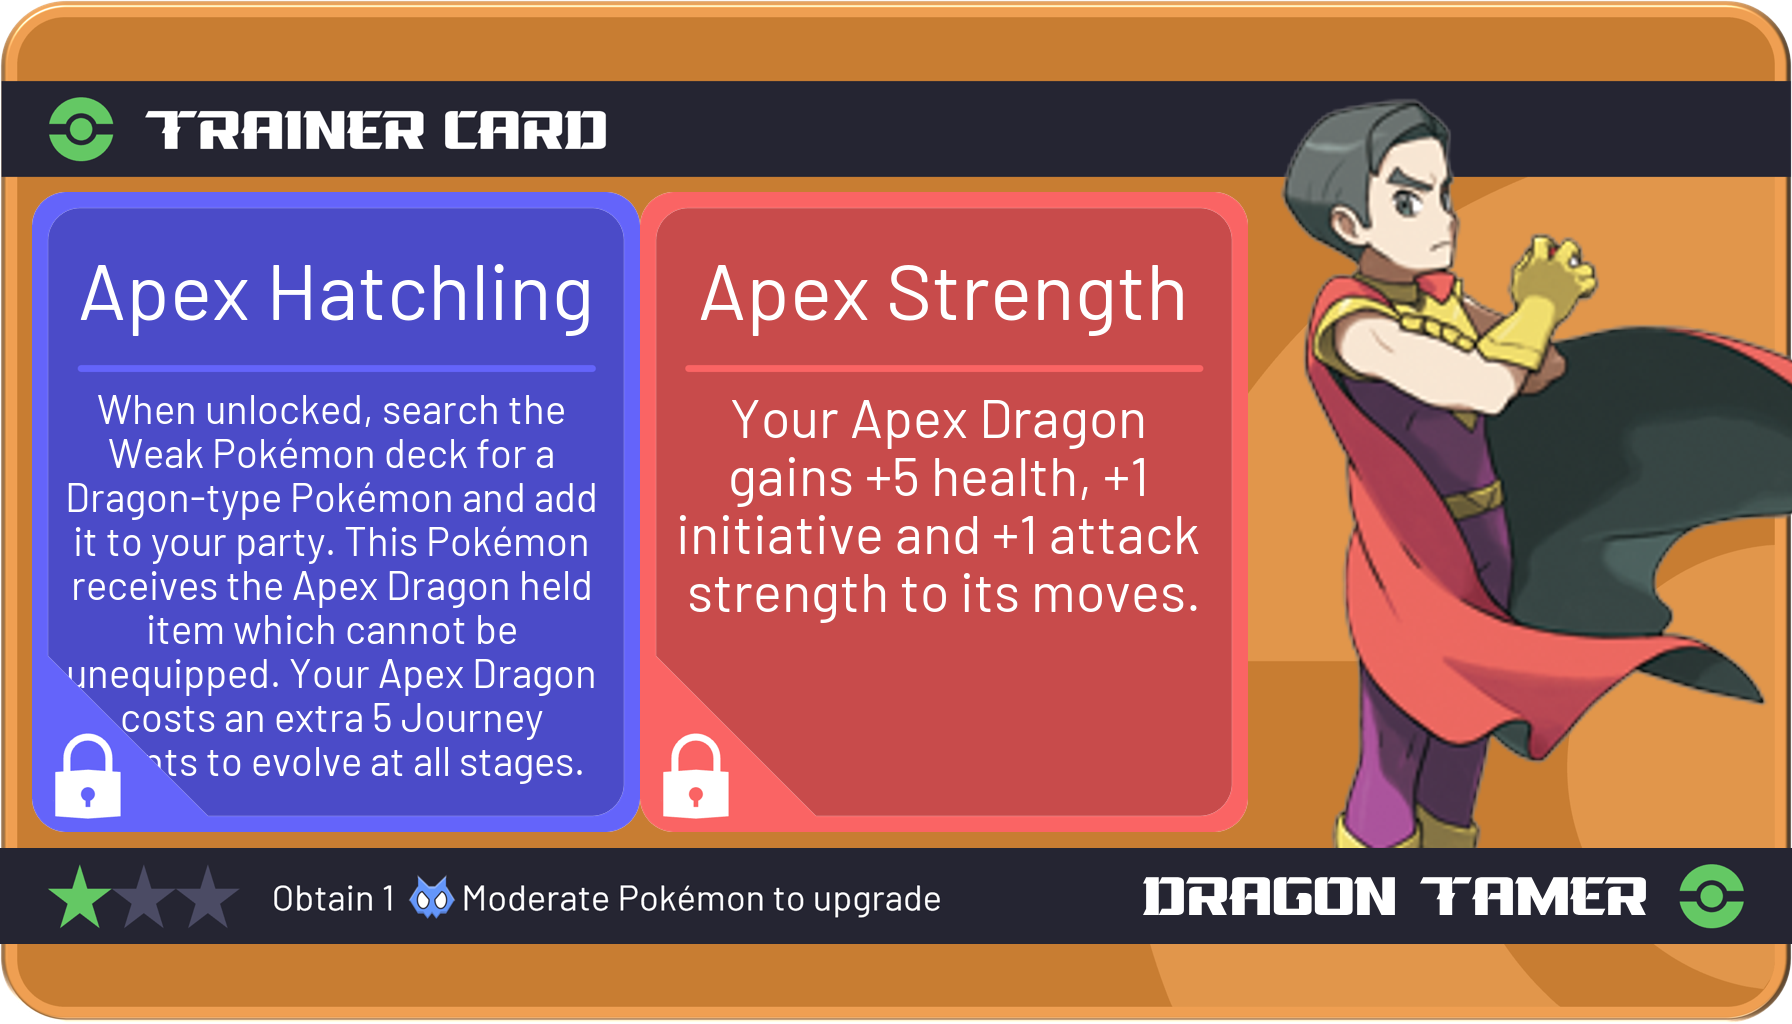 TRAINER CARD
Apex Hatchling
When unlocked, search the
Weak Pokémon deck for a
Dragon-type Pokémon and add
it to your party. This Pokémon
receives the Apex Dragon held
item which cannot be
unequipped. Your Apex Dragon
costs an extra 5 Journey
to evolve at all stages.
Apex Strength
Your Apex Dragon
gains +5 health, +1
initiative and +1 attack
strength to its moves.
Obtain 1 Moderate Pokémon to upgrade
DRAGON TAMER